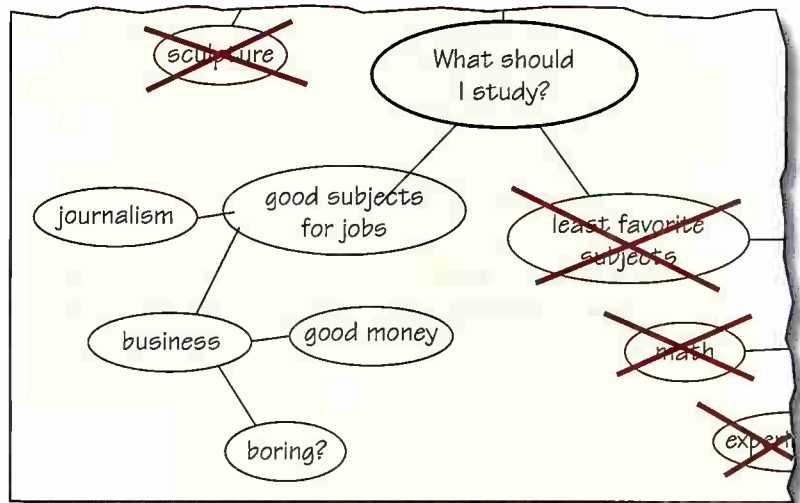 sculpture
What should
I study?
good subjects
for jobs
journalism
least favorite
subjects
business
good money
math
boring?